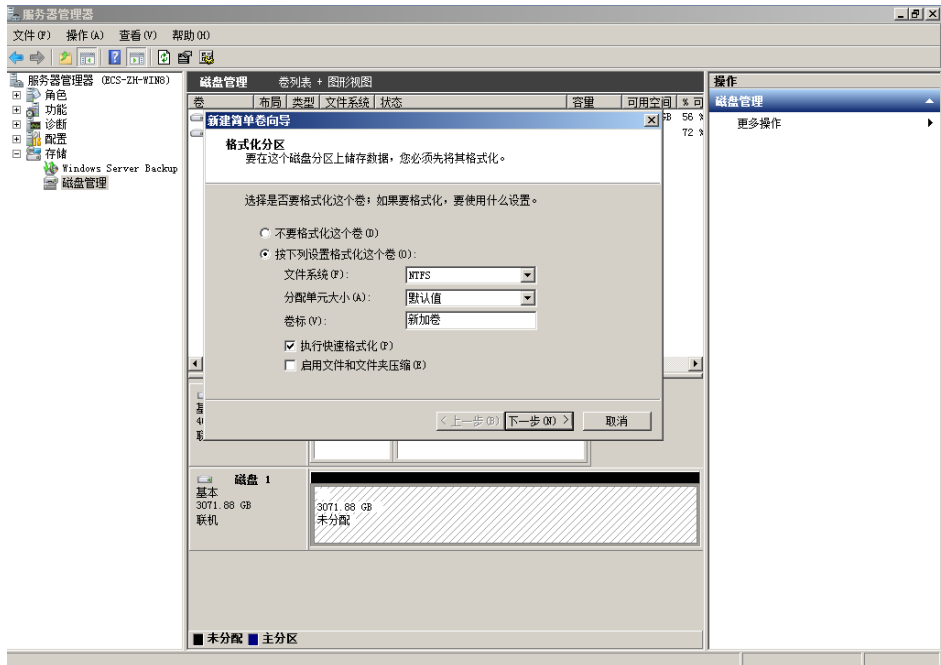 服务器管理器
文件(F) 操作(A) 查看(V) 帮助(H)
服务器管理器 (ECS-ZH-WIN8)
角色
功能
诊断
配置
存储
Windows Server Backup
磁盘管理
磁盘管理 卷列表 + 图形视图
卷 布局 类型 文件系统 状态 容量 可用空间 % 可
56 %
72 %
新建简单卷向导
格式化分区
要在这个磁盘分区上储存数据，您必须先将其格式化。
选择是否要格式化这个卷；如果要格式化，要使用什么设置。
不要格式化这个卷(D)
按下列设置格式化这个卷(O):
文件系统(F): NTFS
分配单元大小(A): 默认值
卷标(V): 新加卷
执行快速格式化(P)
启用文件和文件夹压缩(E)
< 上一步(B) 下一步(N) > 取消
磁盘 1
基本
3071.88 GB
联机
3071.88 GB
未分配
未分配 主分区
操作
磁盘管理
更多操作